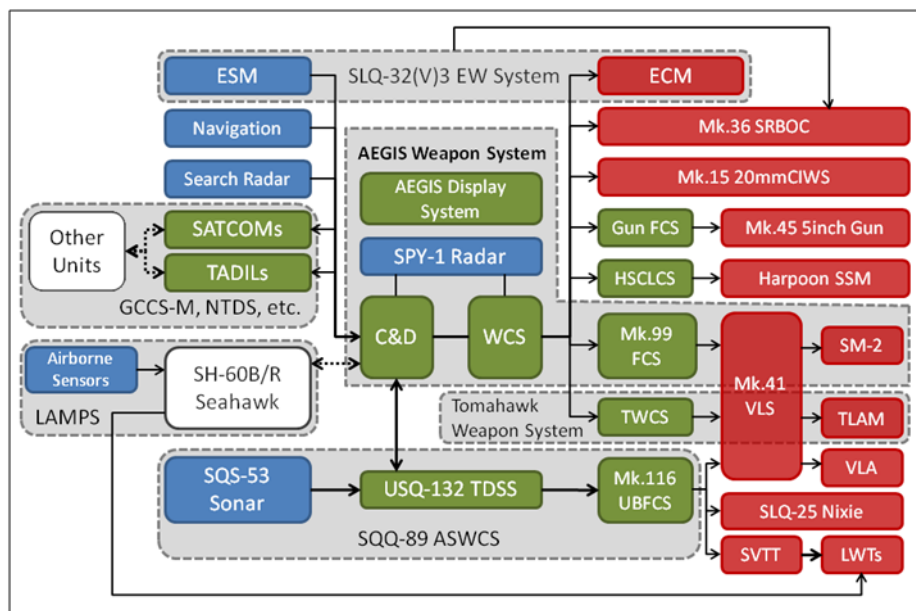 ESM
SLQ-32(V)3 EW System
ECM
Navigation
Mk.36 SRBOC
AEGIS Weapon System
Search Radar
Mk.15 20mmCIWS
AEGIS Display
System
Other
Units
SATCOMs
Gun FCS
Mk.45 5inch Gun
SPY-1 Radar
TADILs
HSCLCS
Harpoon SSM
GCCS-M, NTDS, etc.
C&D
WCS
Mk.99
FCS
SM-2
Airborne
Sensors
SH-60B/R
Seahawk
Mk.41
VLS
LAMPS
Tomahawk
Weapon System
TWCS
TLAM
SQS-53
Sonar
USQ-132 TDSS
Mk.116
UBFCS
VLA
SLQ-25 Nixie
SQQ-89 ASWCS
SVTT
LWTs